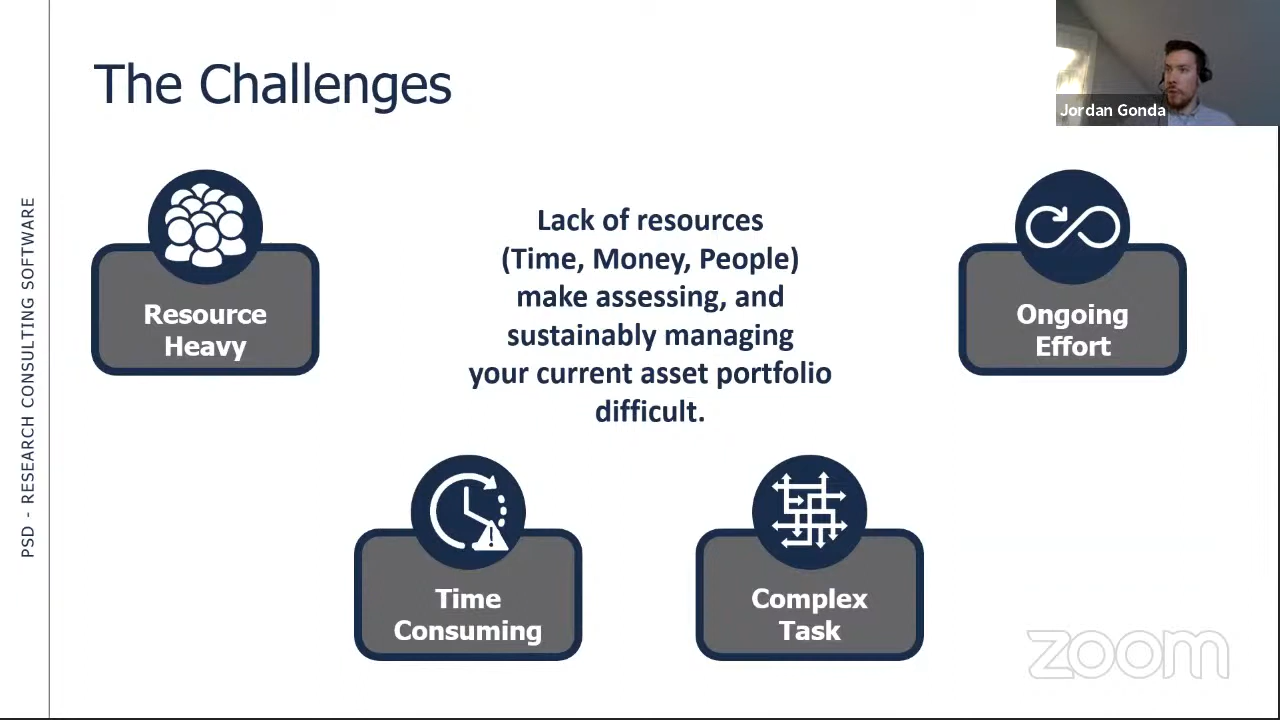 The Challenges
Jordan Gonda
PSD - RESEARCH CONSULTING SOFTWARE
Resource
Heavy
Lack of resources
(Time, Money, People)
make assessing, and
sustainably managing
your current asset portfolio
difficult.
Ongoing
Effort
Time
Consuming
Complex
Task
zoom